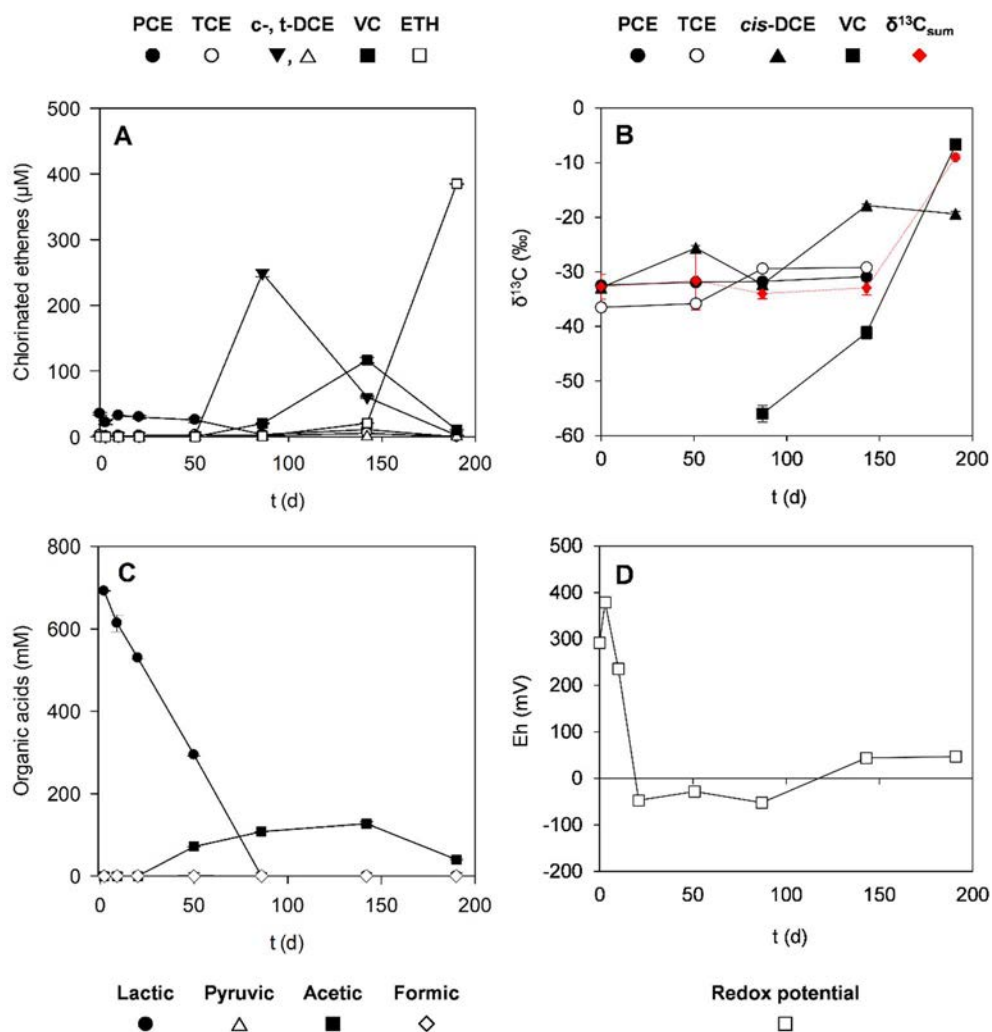 PCE TCE c-, t-DCE VC ETH
,
PCE TCE cis-DCE VC δ¹³Csum
A
500
400
300
200
100
0
Chlorinated ethenes (µM)
0 50 100 150 200
t (d)
B
0
-10
-20
-30
-40
-50
-60
δ¹³C (‰)
0 50 100 150 200
t (d)
C
800
600
400
200
0
Organic acids (mM)
0 50 100 150 200
t (d)
D
500
400
300
200
100
0
-100
-200
Eh (mV)
0 50 100 150 200
t (d)
Lactic Pyruvic Acetic Formic
Redox potential